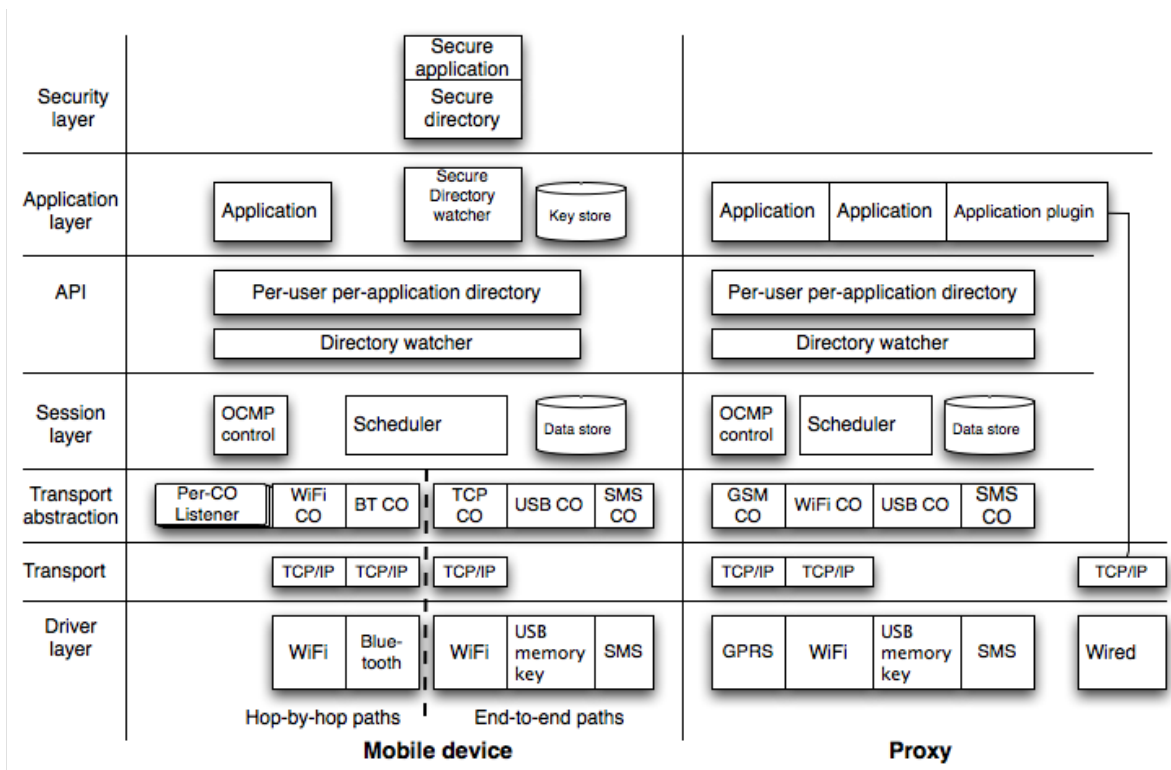 Security
layer
Secure
application
Secure
directory
Application
layer
Application
Secure
Directory
watcher
Key store
Application
Application
Application plugin
API
Per-user per-application directory
Directory watcher
Per-user per-application directory
Directory watcher
Session
layer
OCMP
control
Scheduler
Data store
OCMP
control
Scheduler
Data store
Transport
abstraction
Per-CO
Listener
WiFi
CO
BT CO
TCP
CO
USB CO
SMS
CO
GSM
CO
WiFi CO
USB CO
SMS
CO
Transport
TCP/IP
TCP/IP
TCP/IP
TCP/IP
TCP/IP
TCP/IP
Driver
layer
WiFi
Blue-
tooth
WiFi
USB
memory
key
SMS
GPRS
WiFi
USB
memory
key
SMS
Wired
Hop-by-hop paths
End-to-end paths
Mobile device
Proxy